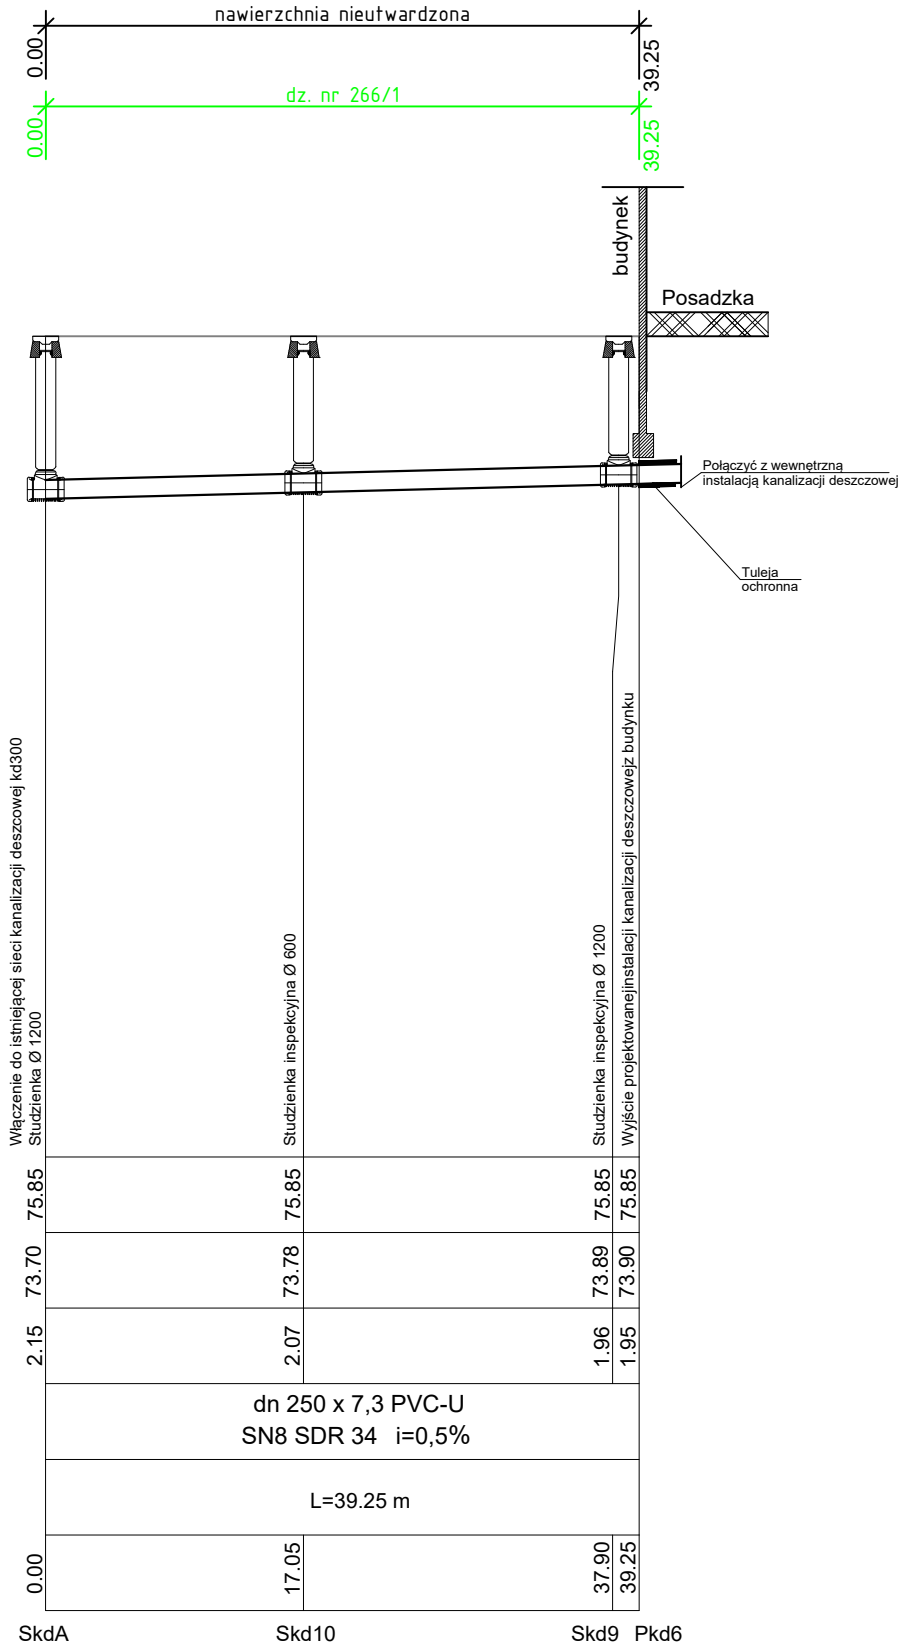 nawierzchnia nieutwardzona
0.00
39.25
dz. nr 266/1
0.00
39.25
budynek
Posadzka
Połączyć z wewnętrzną
instalacją kanalizacji deszczowej
Tuleja
ochronna
Włączenie do istniejącej sieci kanalizacji deszcowej kd300
Studzienka Ø 1200
Studzienka inspekcyjna Ø 600
Studzienka inspekcyjna Ø 1200
Wyjście projektowanejinstalacji kanalizacji deszczowejz budynku
75.85
75.85
75.85
75.85
73.70
73.78
73.89
73.90
2.15
2.07
1.96
1.95
dn 250 x 7,3 PVC-U
SN8 SDR 34 i=0,5%
L=39.25 m
0.00
17.05
37.90
39.25
SkdA
Skd10
Skd9
Pkd6